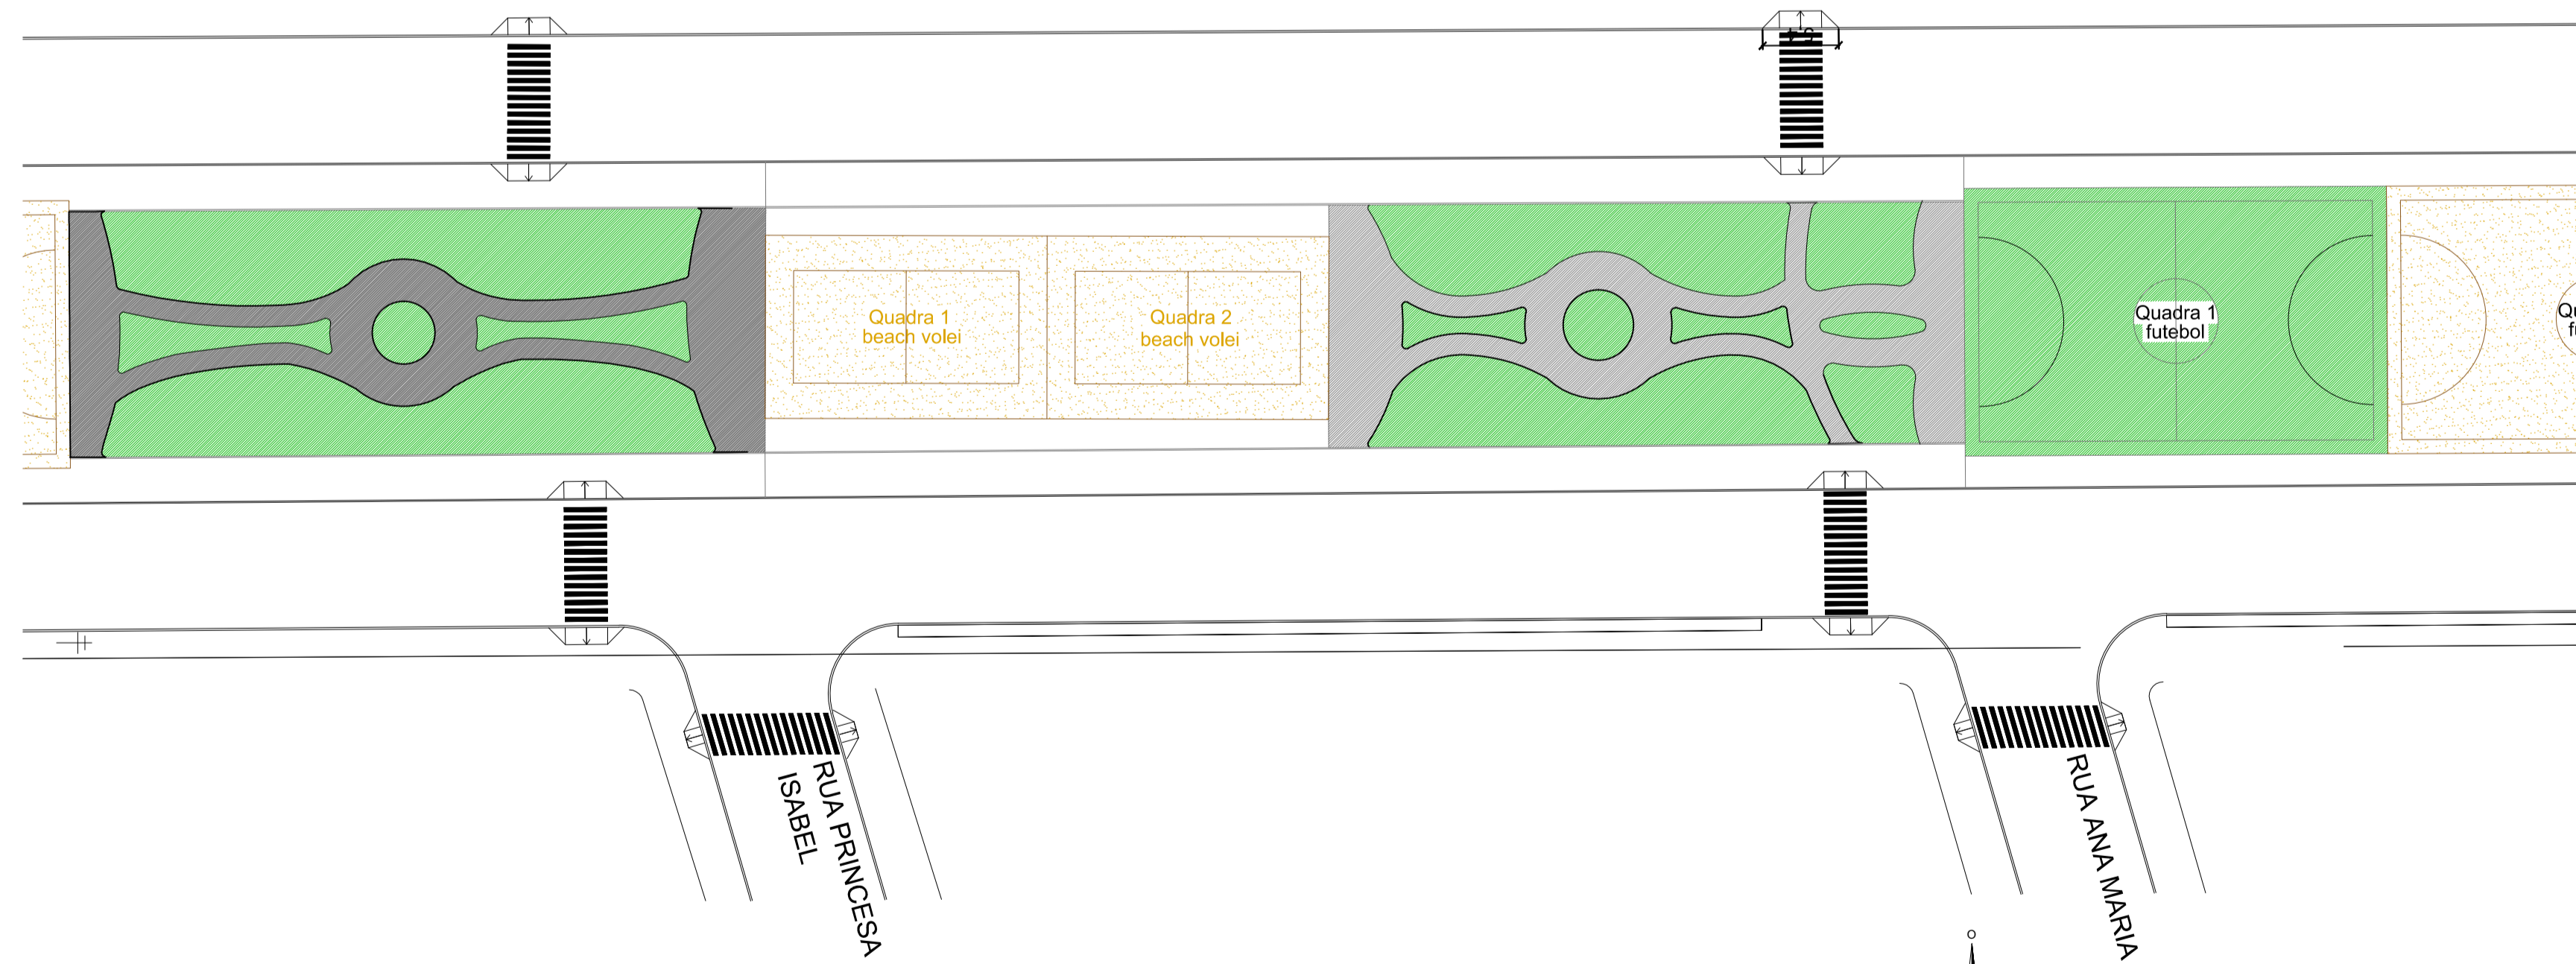 Quadra 1
beach volei
Quadra 2
beach volei
Quadra 1
futebol
RUA PRINCESA
ISABEL
RUA ANA MARIA